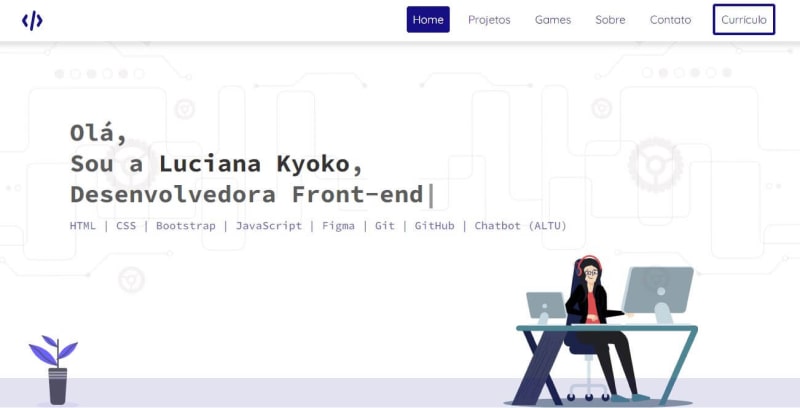 </>
Home
Projetos
Games
Sobre
Contato
Currículo
Olá,
Sou a Luciana Kyoko,
Desenvolvedora Front-end|
HTML | CSS | Bootstrap | JavaScript | Figma | Git | GitHub | Chatbot (ALTU)